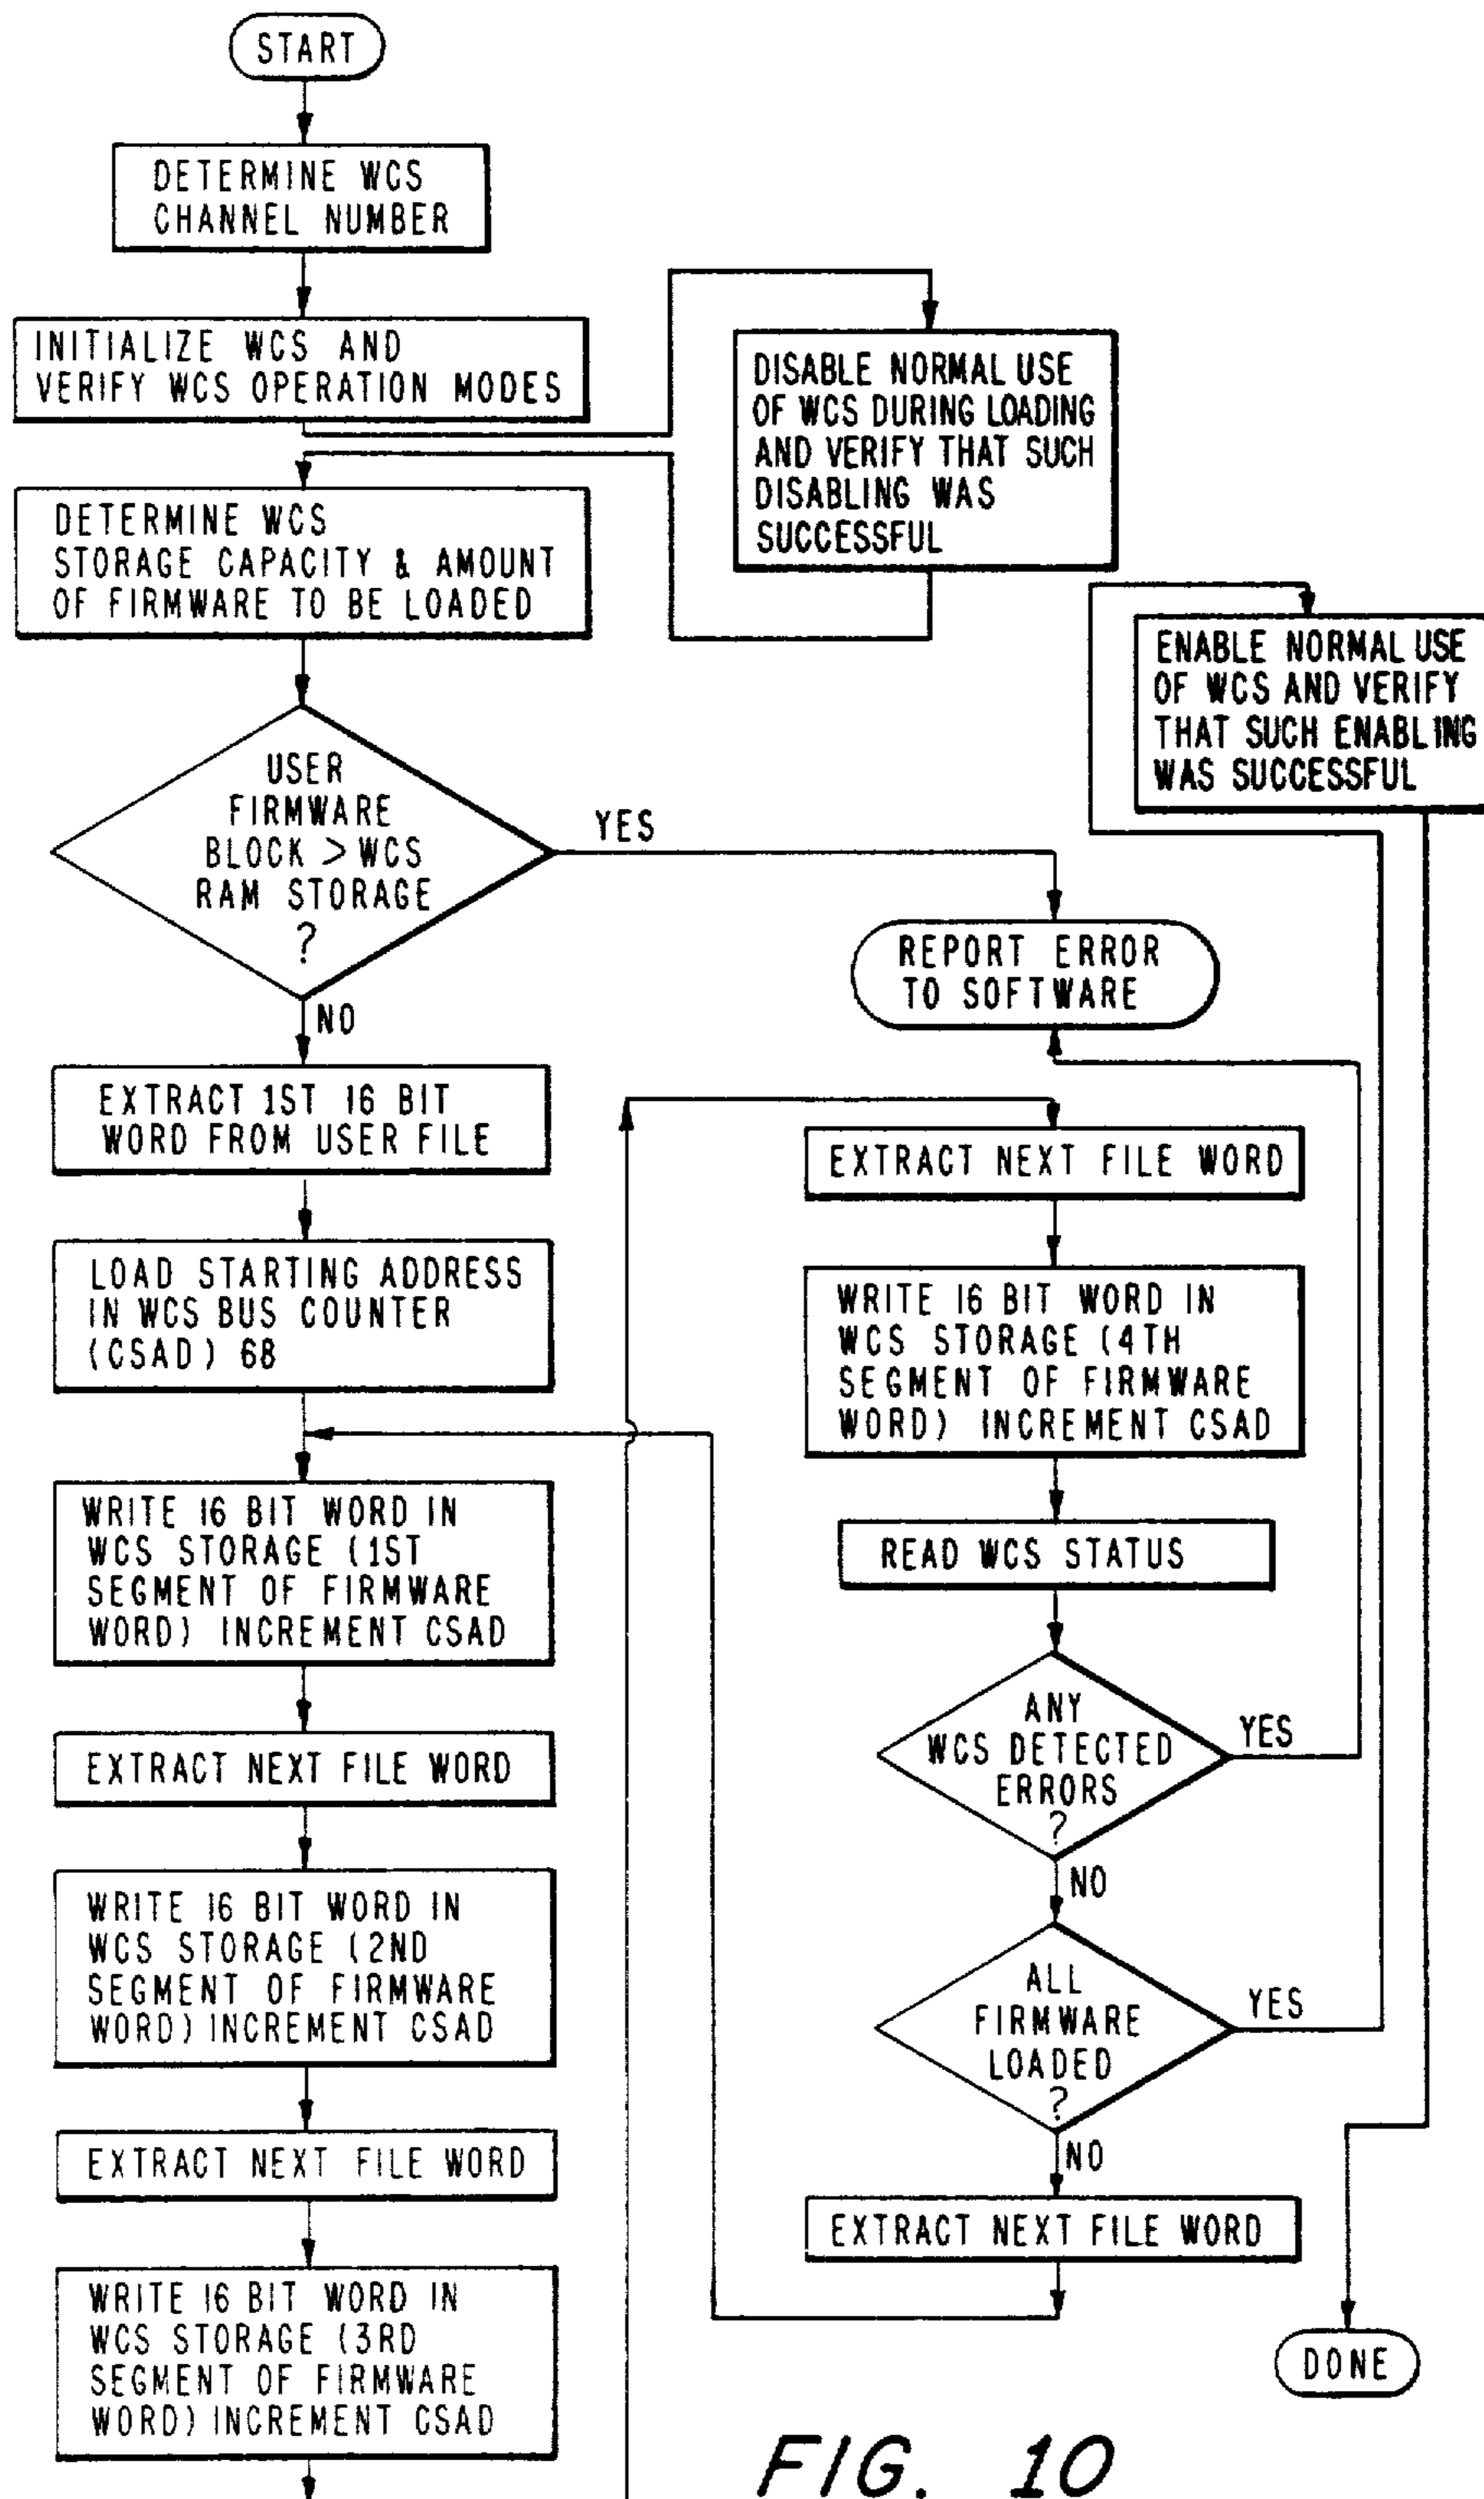 START
DETERMINE WCS
CHANNEL NUMBER
INITIALIZE WCS AND
VERIFY WCS OPERATION MODES
DISABLE NORMAL USE
OF WCS DURING LOADING
AND VERIFY THAT SUCH
DISABLING WAS
SUCCESSFUL
DETERMINE WCS
STORAGE CAPACITY & AMOUNT
OF FIRMWARE TO BE LOADED
USER
FIRMWARE
BLOCK > WCS
RAM STORAGE
?
YES
NO
REPORT ERROR
TO SOFTWARE
EXTRACT 1ST 16 BIT
WORD FROM USER FILE
LOAD STARTING ADDRESS
IN WCS BUS COUNTER
(CSAD) 68
WRITE 16 BIT WORD IN
WCS STORAGE (1ST
SEGMENT OF FIRMWARE
WORD) INCREMENT CSAD
EXTRACT NEXT FILE WORD
WRITE 16 BIT WORD IN
WCS STORAGE (2ND
SEGMENT OF FIRMWARE
WORD) INCREMENT CSAD
EXTRACT NEXT FILE WORD
WRITE 16 BIT WORD IN
WCS STORAGE (3RD
SEGMENT OF FIRMWARE
WORD) INCREMENT CSAD
EXTRACT NEXT FILE WORD
WRITE 16 BIT WORD IN
WCS STORAGE (4TH
SEGMENT OF FIRMWARE
WORD) INCREMENT CSAD
READ WCS STATUS
ANY
WCS DETECTED
ERRORS
?
YES
NO
ALL
FIRMWARE
LOADED
?
YES
NO
EXTRACT NEXT FILE WORD
ENABLE NORMAL USE
OF WCS AND VERIFY
THAT SUCH ENABLING
WAS SUCCESSFUL
DONE
FIG. 10